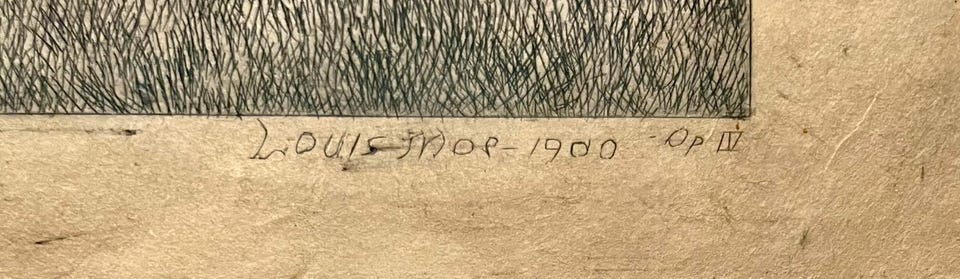 Louis Moe - 1900 - Op IV